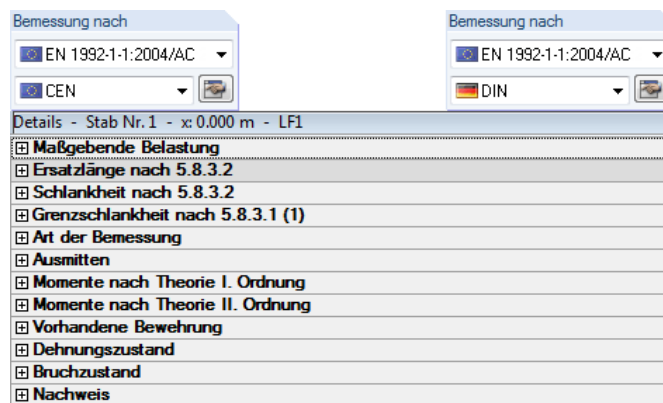 Bemessung nach
Bemessung nach
EN 1992-1-1:2004/AC
EN 1992-1-1:2004/AC
CEN
DIN
Details - Stab Nr. 1 - x: 0.000 m - LF1
Maßgebende Belastung
Ersatzlänge nach 5.8.3.2
Schlankheit nach 5.8.3.2
Grenzschlankheit nach 5.8.3.1 (1)
Art der Bemessung
Ausmitten
Momente nach Theorie I. Ordnung
Momente nach Theorie II. Ordnung
Vorhandene Bewehrung
Dehnungszustand
Bruchzustand
Nachweis